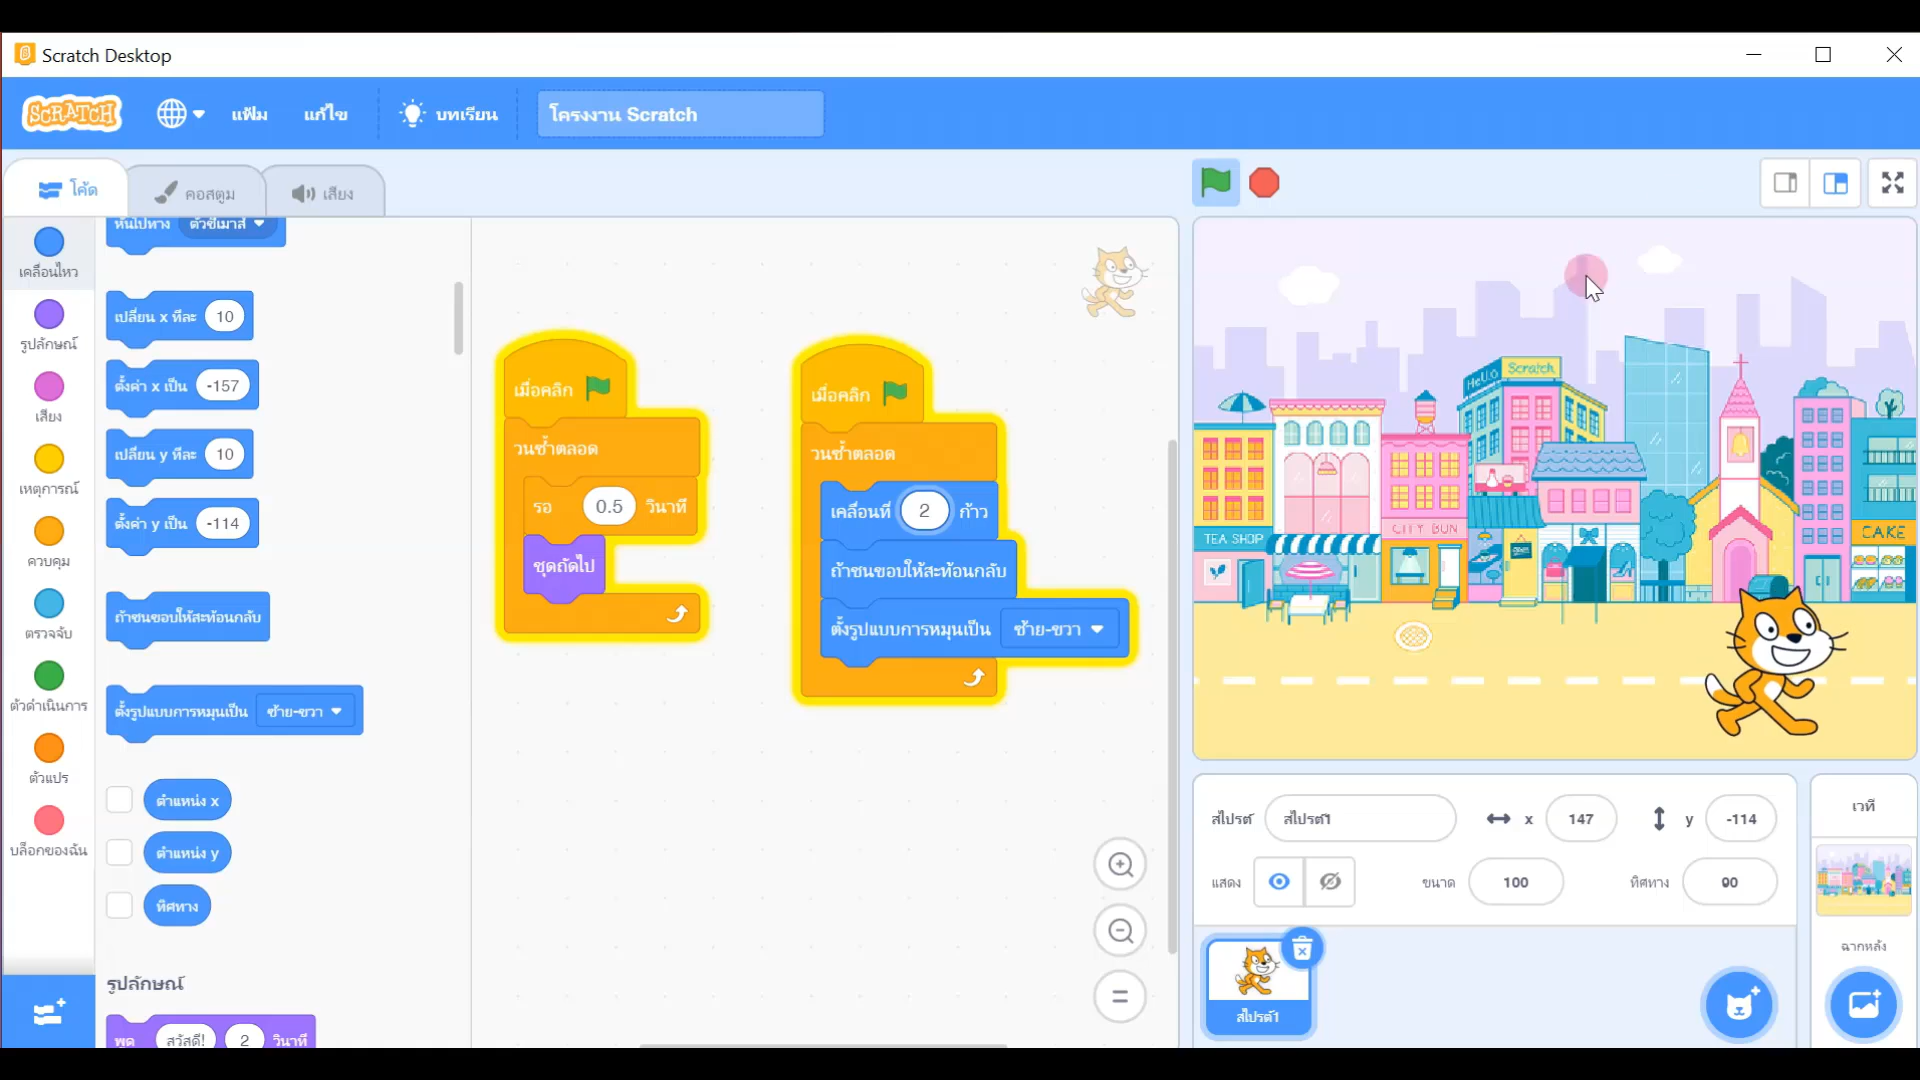 Scratch Desktop
SCRATCH
แฟ้ม
แก้ไข
บทเรียน
โครงงาน Scratch
โค้ด
คอสตูม
เสียง
เคลื่อนไหว
รูปลักษณ์
เสียง
เหตุการณ์
ควบคุม
ตรวจจับ
ตัวดำเนินการ
ตัวแปร
บล็อกของฉัน
หันไปทาง ตัวชี้เมาส์
เปลี่ยน x ทีละ 10
ตั้งค่า x เป็น -157
เปลี่ยน y ทีละ 10
ตั้งค่า y เป็น -114
ถ้าชนขอบให้สะท้อนกลับ
ตั้งรูปแบบการหมุนเป็น ซ้าย-ขวา
ตำแหน่ง x
ตำแหน่ง y
ทิศทาง
รูปลักษณ์
พูด สวัสดี! 2 วินาที
เมื่อคลิก
วนซ้ำตลอด
รอ 0.5 วินาที
ชุดถัดไป
เมื่อคลิก
วนซ้ำตลอด
เคลื่อนที่ 2 ก้าว
ถ้าชนขอบให้สะท้อนกลับ
ตั้งรูปแบบการหมุนเป็น ซ้าย-ขวา
Hello Scratch
TEA SHOP
CITY BUN
CAKE
สไปรต์ สไปรต์1
x 147
y -114
แสดง
ขนาด 100
ทิศทาง 90
สไปรต์1
เวที
ฉากหลัง